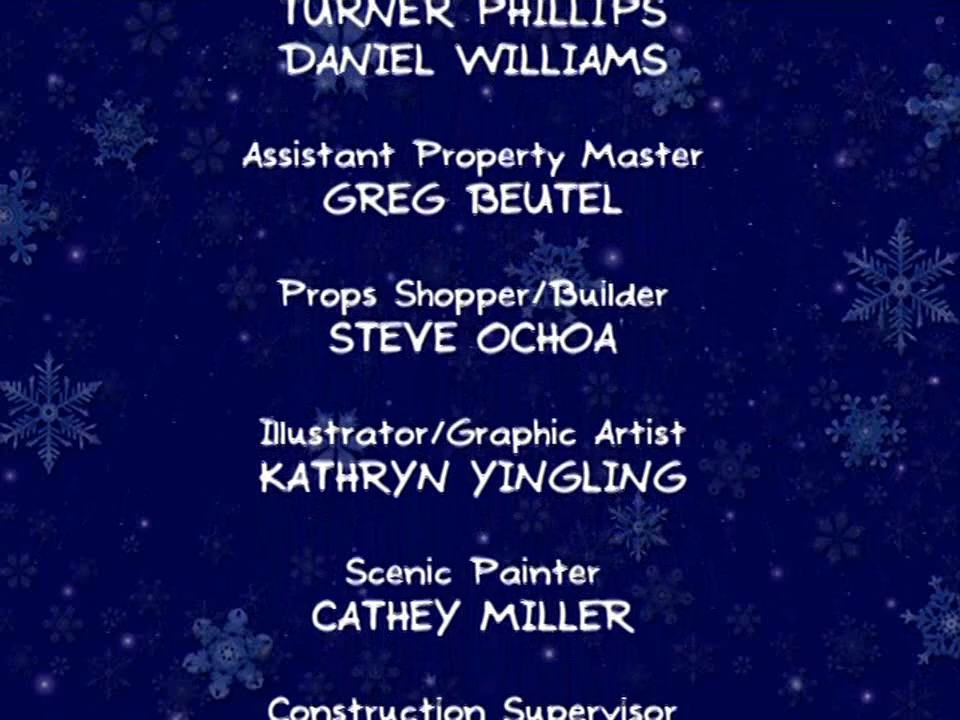 TURNER PHILLIPS
DANIEL WILLIAMS
Assistant Property Master
GREG BEUTEL
Props Shopper/Builder
STEVE OCHOA
Illustrator/Graphic Artist
KATHRYN YINGLING
Scenic Painter
CATHEY MILLER
Construction Supervisor